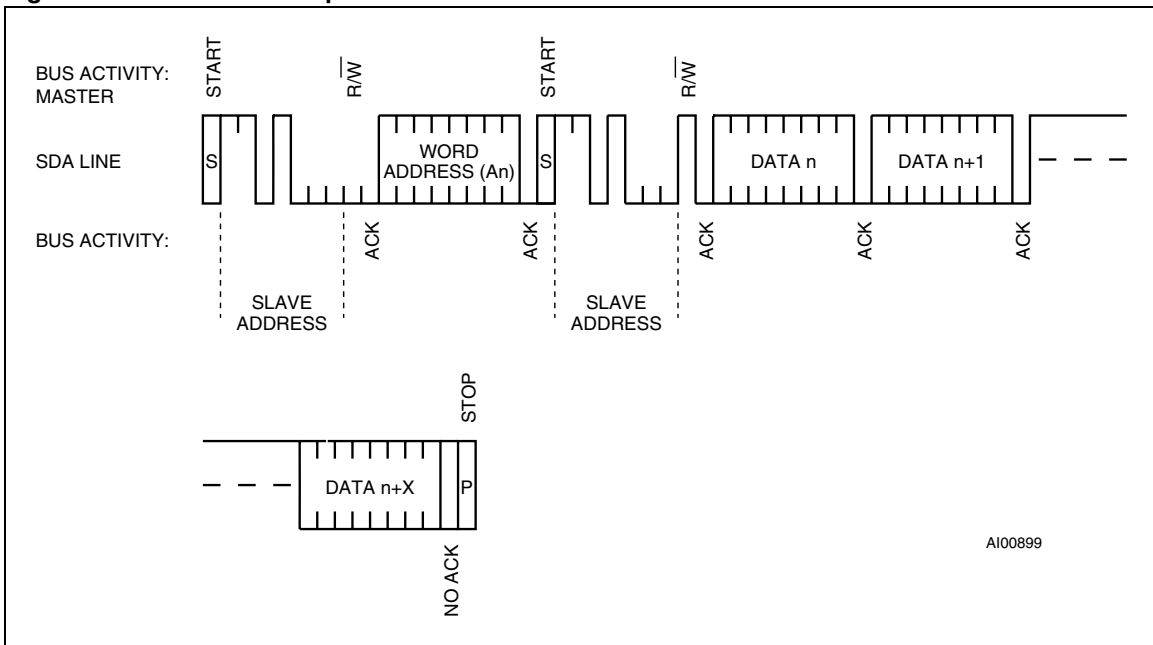 BUS ACTIVITY:
MASTER
START
R/W
START
R/W
SDA LINE
S
WORD
ADDRESS (An)
S
DATA n
DATA n+1
BUS ACTIVITY:
ACK
ACK
ACK
ACK
ACK
SLAVE
ADDRESS
SLAVE
ADDRESS
STOP
DATA n+X
P
NO ACK
AI00899